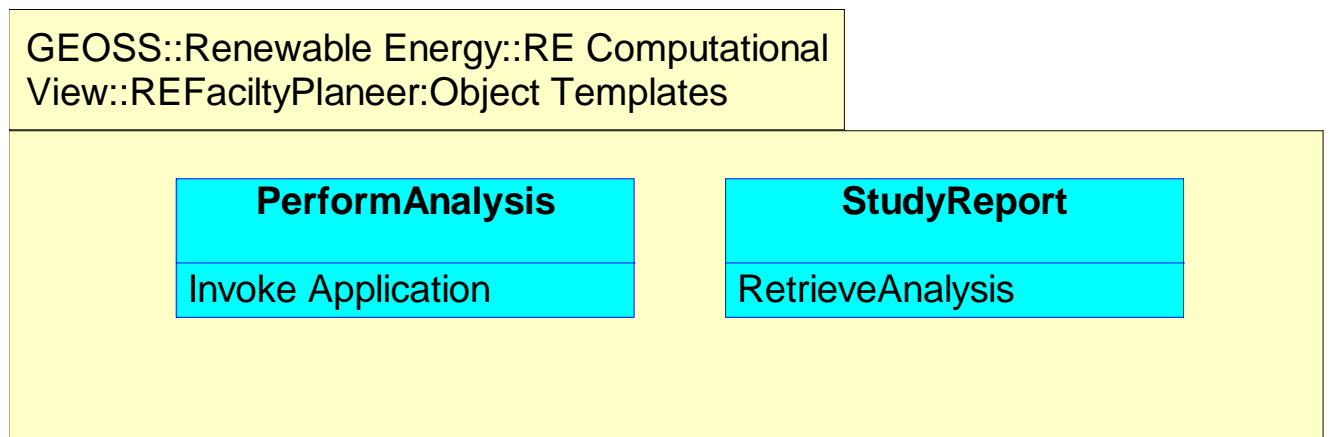 GEOSS::Renewable Energy::RE Computational
View::REFaciltyPlaneer:Object Templates
PerformAnalysis
Invoke Application
StudyReport
RetrieveAnalysis